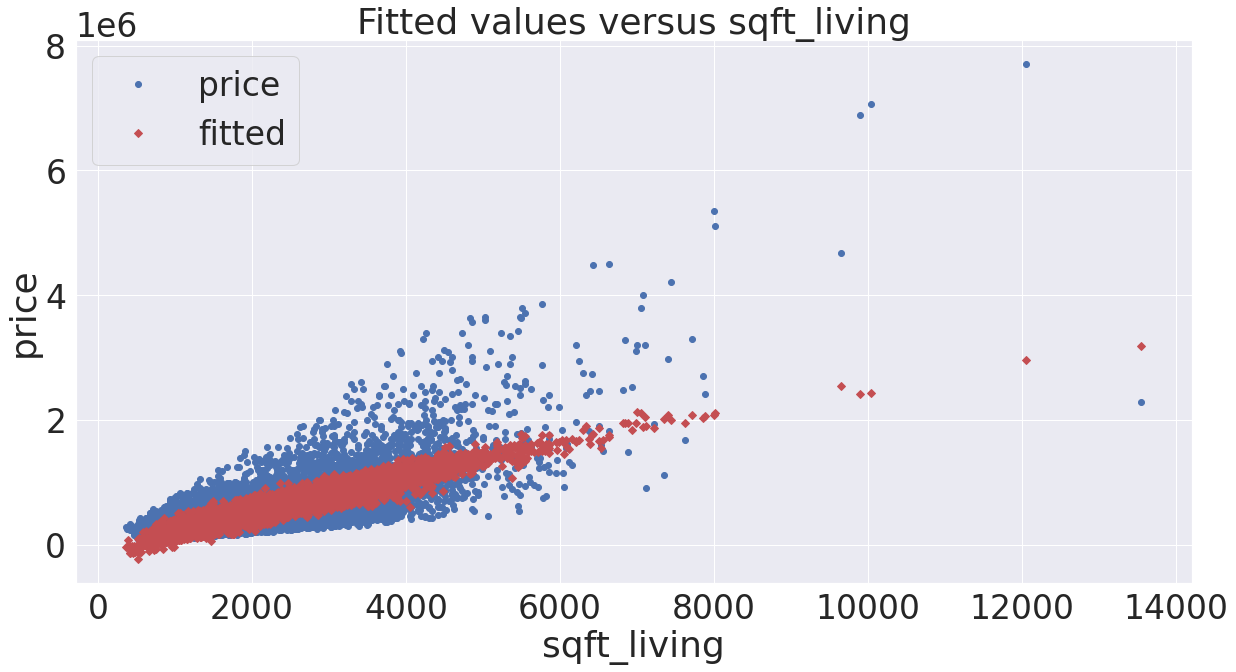 Fitted values versus sqft_living
1e6
price
fitted
8
6
4
2
0
price
0 2000 4000 6000 8000 10000 12000 14000
sqft_living